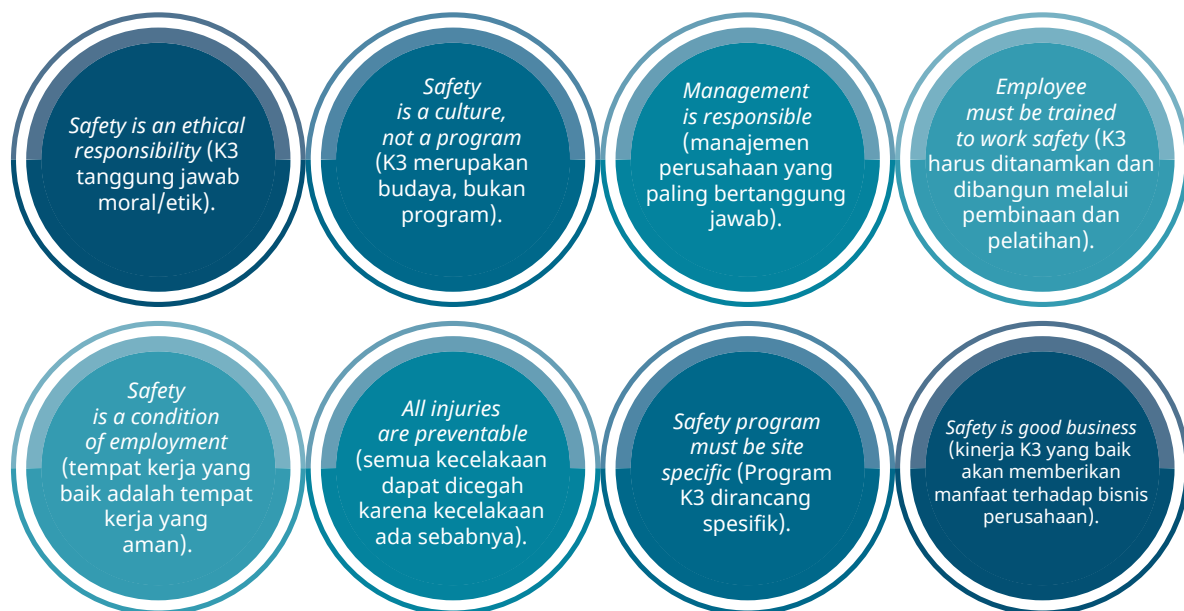 Safety is an ethical
responsibility (K3
tanggung jawab
moral/etik).
Safety
is a culture,
not a program
(K3 merupakan
budaya, bukan
program).
Management
is responsible
(manajemen
perusahaan yang
paling bertanggung
jawab).
Employee
must be trained
to work safety (K3
harus ditanamkan dan
dibangun melalui
pembinaan dan
pelatihan).
Safety
is a condition
of employment
(tempat kerja yang
baik adalah tempat
kerja yang
aman).
All injuries
are preventable
(semua kecelakaan
dapat dicegah
karena kecelakaan
ada sebabnya).
Safety program
must be site
specific (Program
K3 dirancang
spesifik).
Safety is good business
(kinerja K3 yang baik
akan memberikan
manfaat terhadap bisnis
perusahaan).